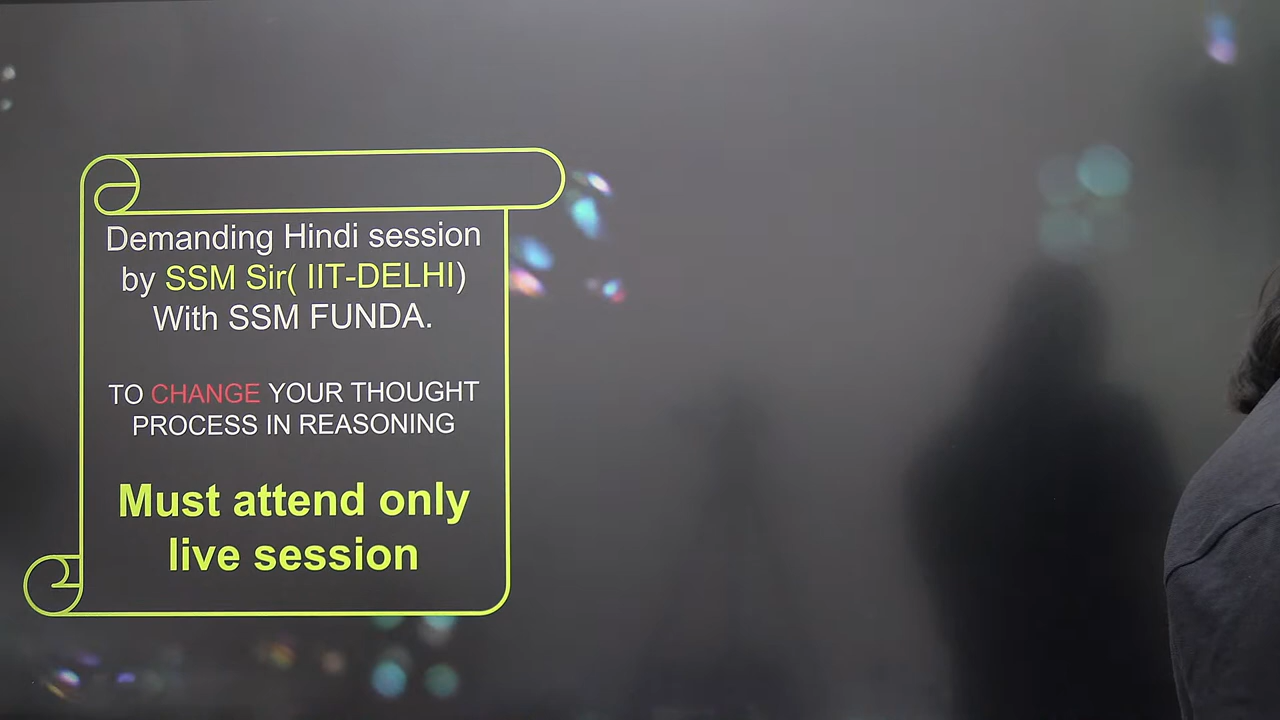 Demanding Hindi session
by SSM Sir( IIT-DELHI)
With SSM FUNDA.
TO CHANGE YOUR THOUGHT
PROCESS IN REASONING
Must attend only
live session